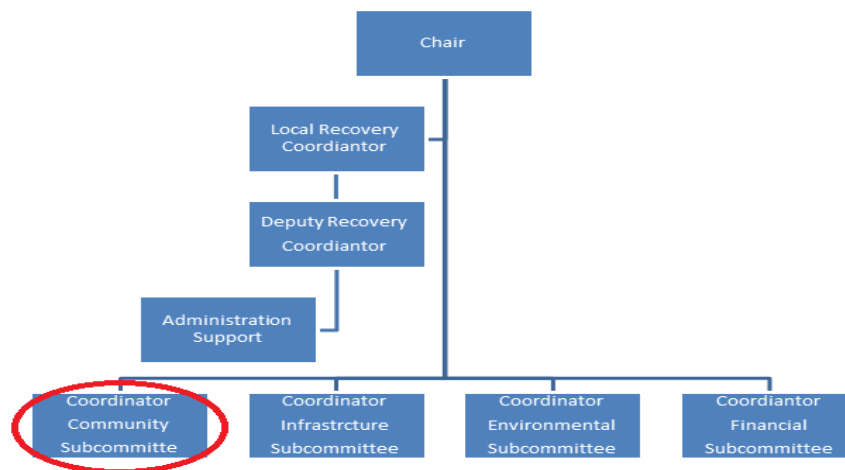 Chair
Local Recovery
Coordiantor
Deputy Recovery
Coordiantor
Administration
Support
Coordinator
Community
Subcommitte
Coordinator
Infrastrcture
Subcommittee
Coordinator
Environmental
Subcommittee
Coordiantor
Financial
Subcommittee